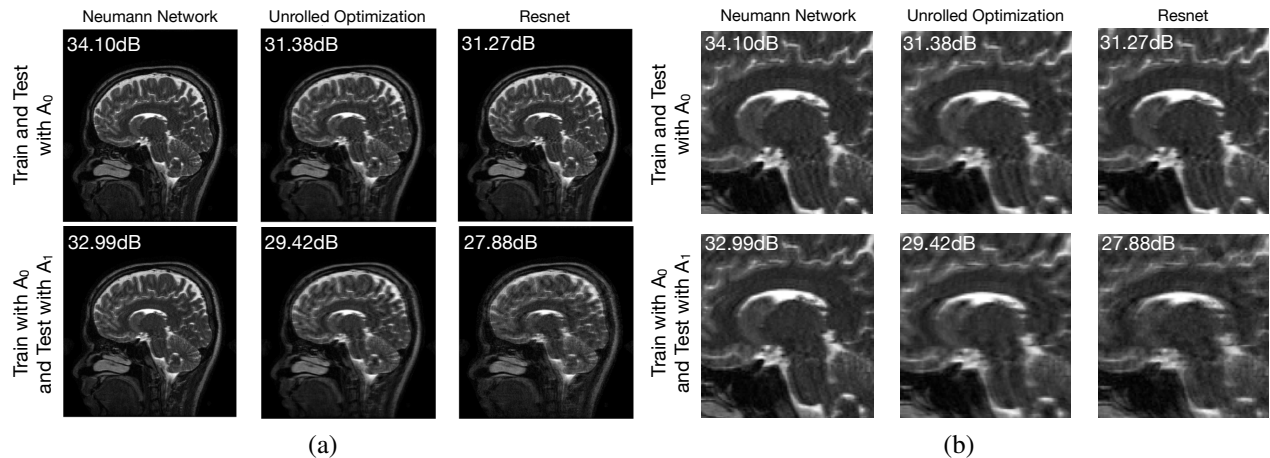 Neumann Network Unrolled Optimization Resnet
Train and Test
with A₀
34.10dB 31.38dB 31.27dB
Train with A₀
and Test with A₁
32.99dB 29.42dB 27.88dB
(a)
Neumann Network Unrolled Optimization Resnet
Train and Test
with A₀
34.10dB 31.38dB 31.27dB
Train with A₀
and Test with A₁
32.99dB 29.42dB 27.88dB
(b)